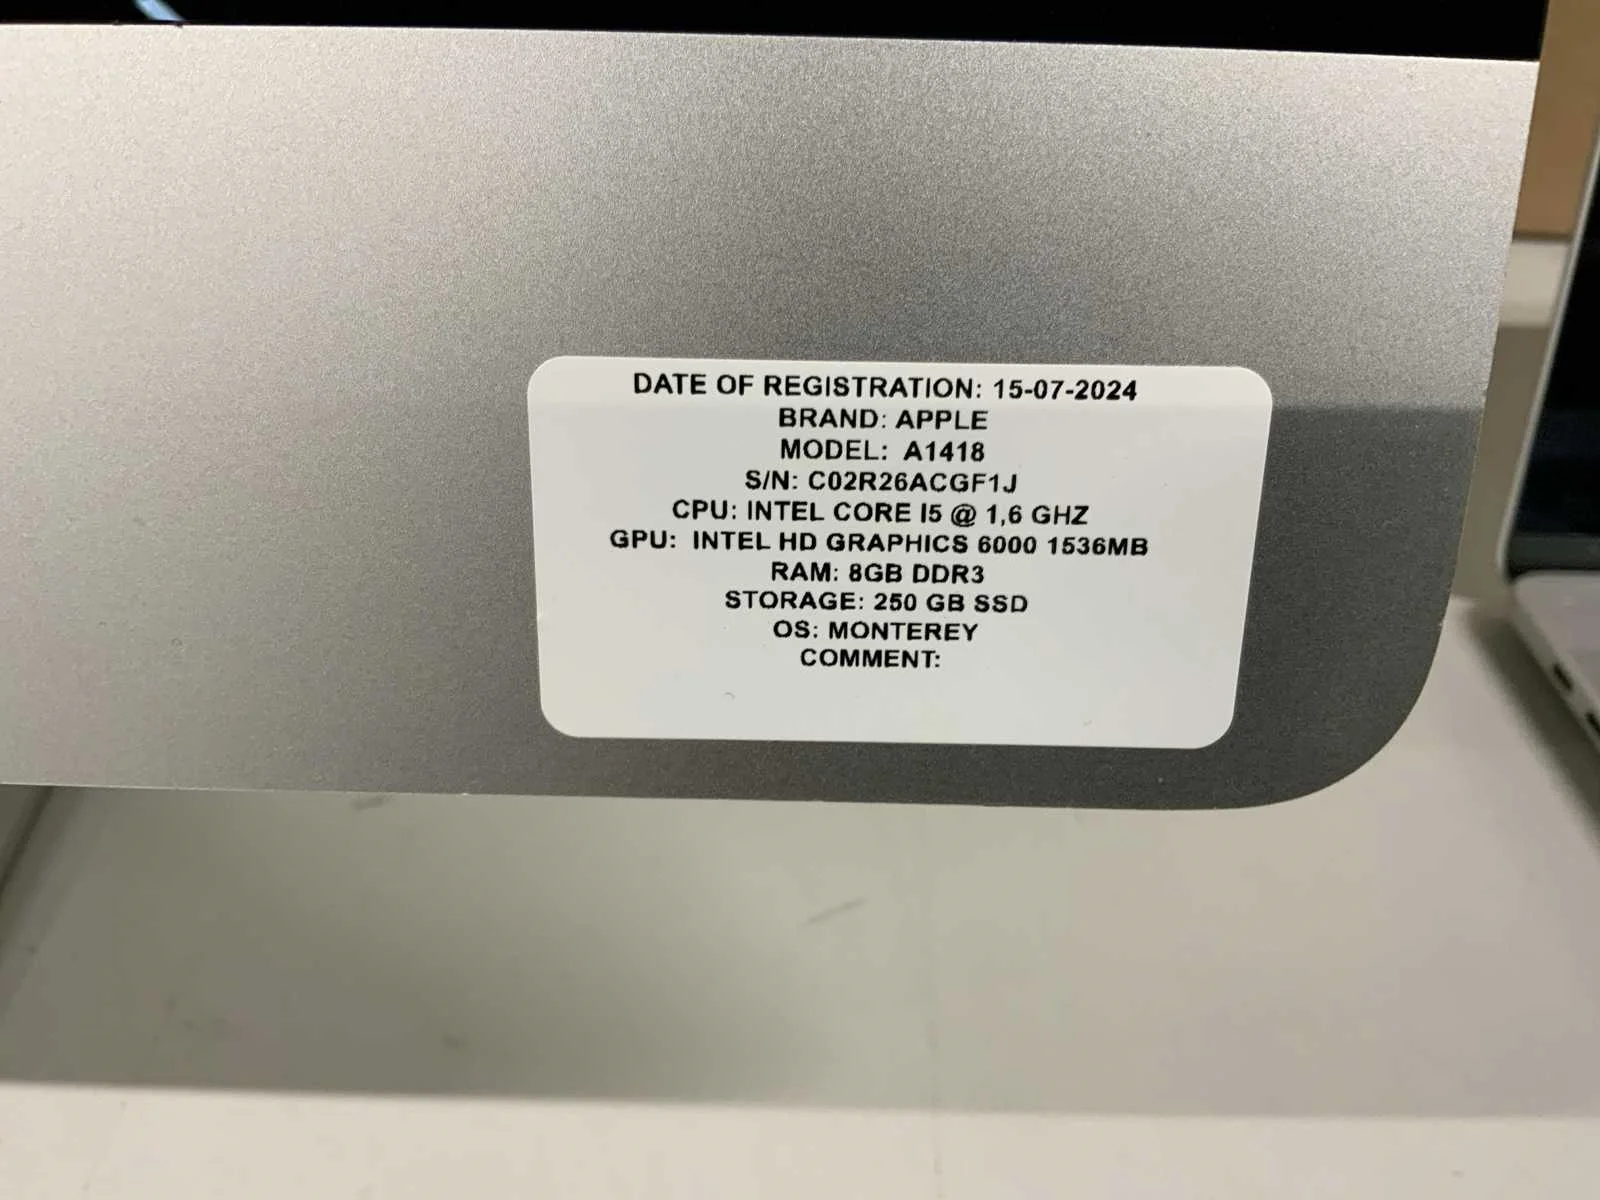 DATE OF REGISTRATION: 15-07-2024
BRAND: APPLE
MODEL: A1418
S/N: C02R26ACGF1J
CPU: INTEL CORE I5 @ 1,6 GHZ
GPU: INTEL HD GRAPHICS 6000 1536MB
RAM: 8GB DDR3
STORAGE: 250 GB SSD
OS: MONTEREY
COMMENT: